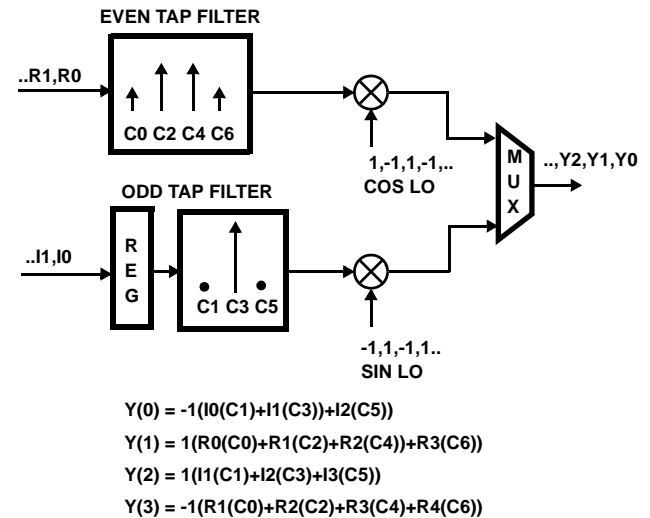 EVEN TAP FILTER
..R1,R0
C0 C2 C4 C6
1,-1,1,-1,..
COS LO
MUX
..,Y2,Y1,Y0
ODD TAP FILTER
..I1,I0
REG
C1 C3 C5
-1,1,-1,1..
SIN LO
Y(0) = -1(I0(C1)+I1(C3))+I2(C5))
Y(1) = 1(R0(C0)+R1(C2)+R2(C4))+R3(C6))
Y(2) = 1(I1(C1)+I2(C3)+I3(C5))
Y(3) = -1(R1(C0)+R2(C2)+R3(C4)+R4(C6))